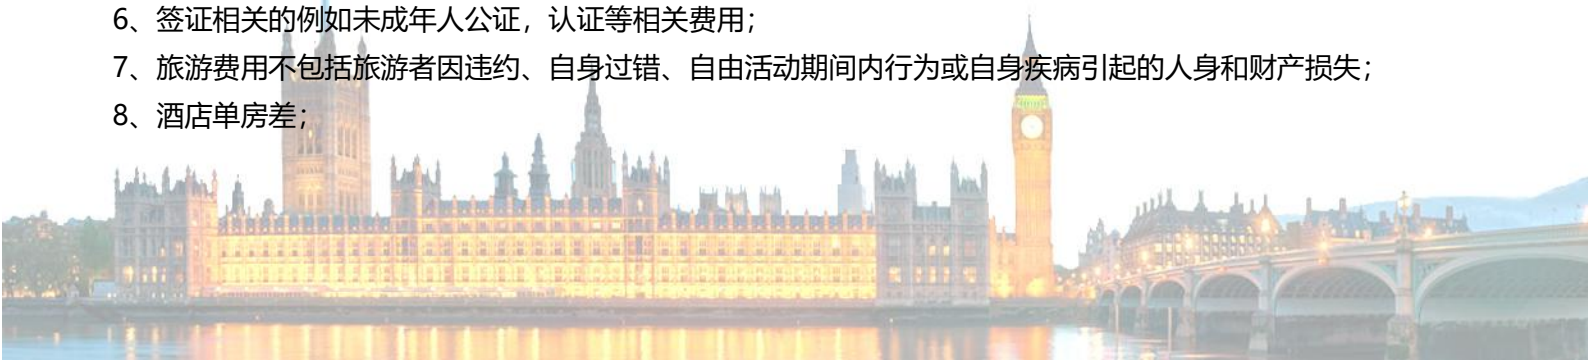 6、签证相关的例如未成年人公证，认证等相关费用；
7、旅游费用不包括旅游者因违约、自身过错、自由活动期间内行为或自身疾病引起的人身和财产损失；
8、酒店单房差；